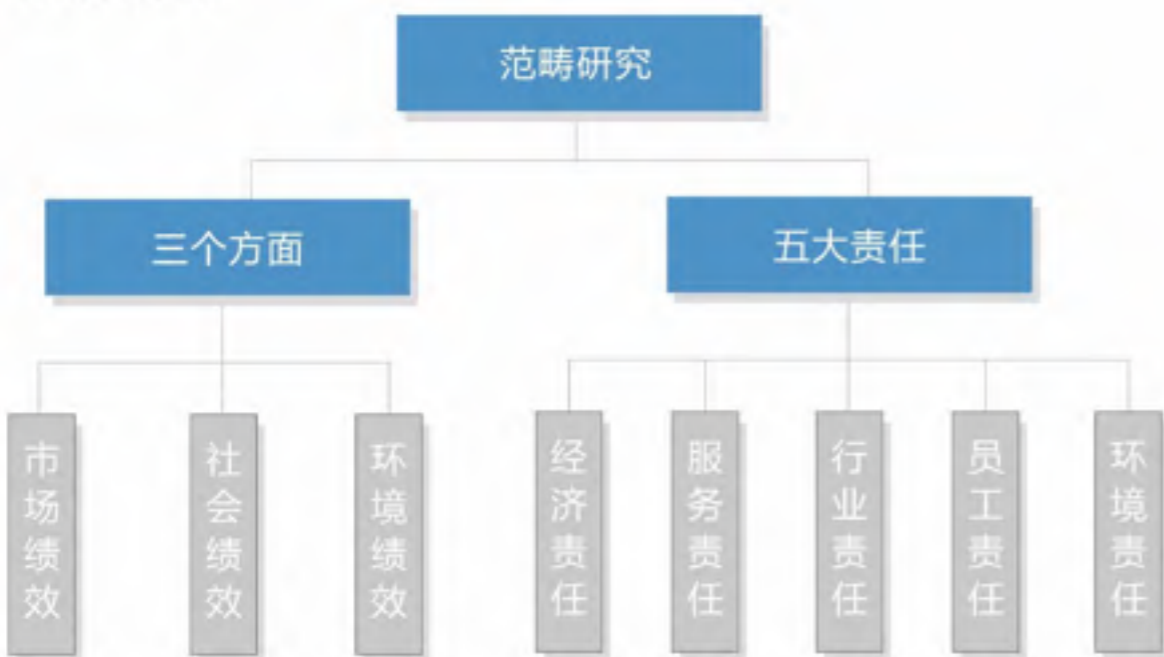 范畴研究
三个方面
五大责任
市场绩效
社会绩效
环境绩效
经济责任
服务责任
行业责任
员工责任
环境责任